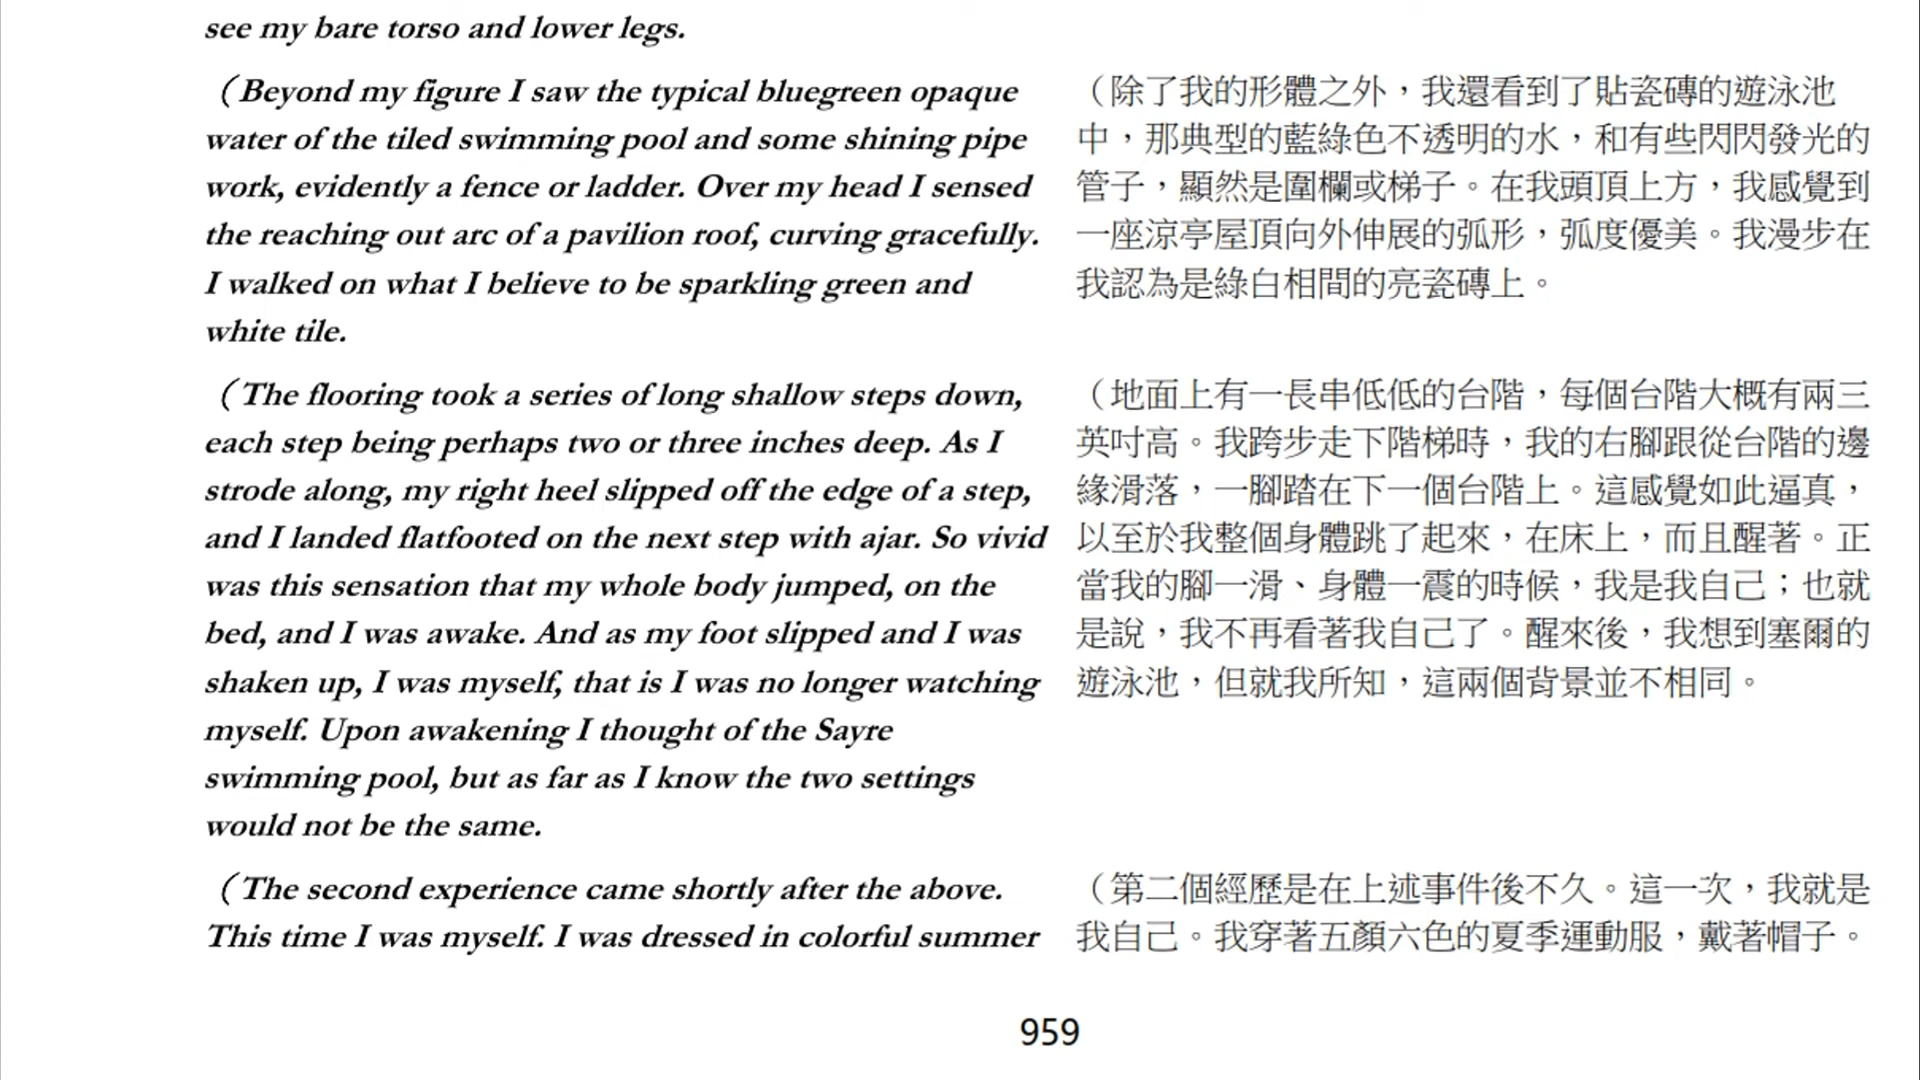 see my bare torso and lower legs.
（Beyond my figure I saw the typical bluegreen opaque
water of the tiled swimming pool and some shining pipe
work, evidently a fence or ladder. Over my head I sensed
the reaching out arc of a pavilion roof, curving gracefully.
I walked on what I believe to be sparkling green and
white tile.
（除了我的形體之外，我還看到了貼瓷磚的遊泳池
中，那典型的藍綠色不透明的水，和有些閃閃發光的
管子，顯然是圍欄或梯子。在我頭頂上方，我感覺到
一座涼亭屋頂向外伸展的弧形，弧度優美。我漫步在
我認為是綠白相間的亮瓷磚上。
（The flooring took a series of long shallow steps down,
each step being perhaps two or three inches deep. As I
strode along, my right heel slipped off the edge of a step,
and I landed flatfooted on the next step with ajar. So vivid
was this sensation that my whole body jumped, on the
bed, and I was awake. And as my foot slipped and I was
shaken up, I was myself, that is I was no longer watching
myself. Upon awakening I thought of the Sayre
swimming pool, but as far as I know the two settings
would not be the same.
（地面上有一長串低低的台階，每個台階大概有兩三
英吋高。我跨步走下階梯時，我的右腳跟從台階的邊
緣滑落，一腳踏在下一個台階上。這感覺如此逼真，
以至於我整個身體跳了起來，在床上，而且醒著。正
當我的腳一滑、身體一震的時候，我是我自己；也就
是說，我不再看著我自己了。醒來後，我想到塞爾的
遊泳池，但就我所知，這兩個背景並不相同。
（The second experience came shortly after the above.
This time I was myself. I was dressed in colorful summer
（第二個經歷是在上述事件後不久。這一次，我就是
我自己。我穿著五顏六色的夏季運動服，戴著帽子。
959